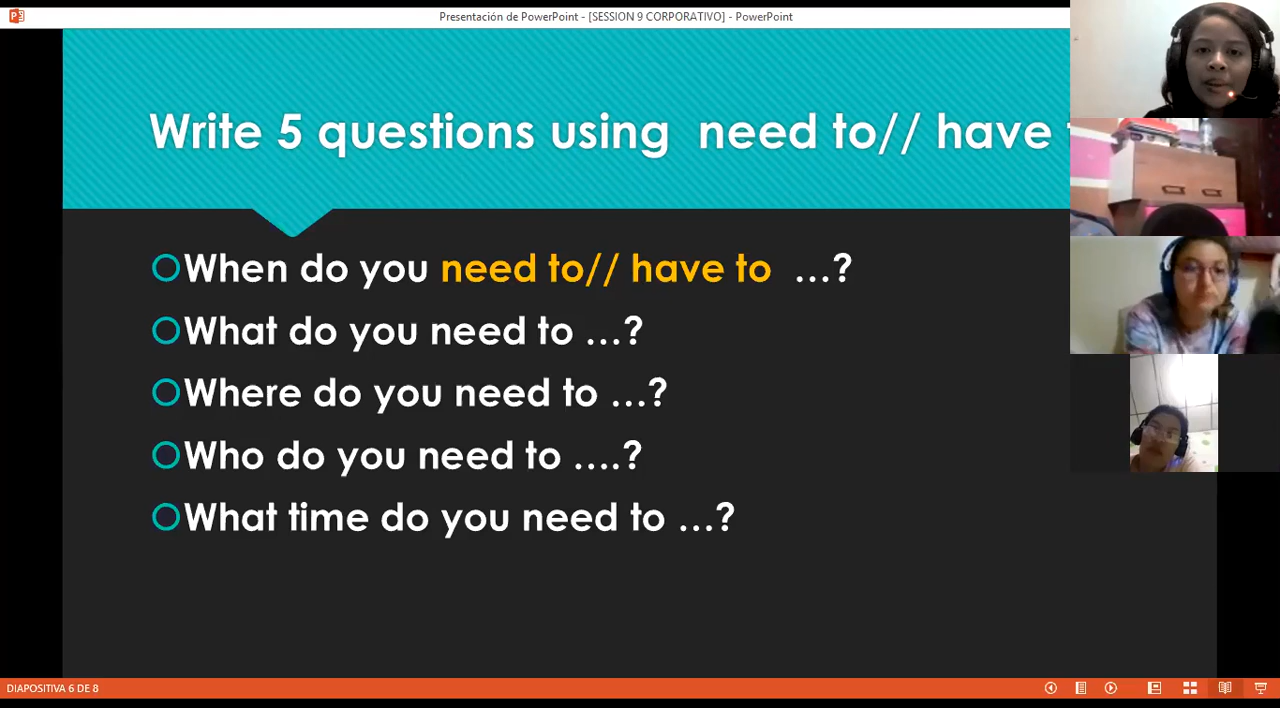 Presentación de PowerPoint - [SESSION 9 CORPORATIVO] - PowerPoint
Write 5 questions using need to// have
When do you need to// have to ...?
What do you need to ...?
Where do you need to ...?
Who do you need to ....?
What time do you need to ...?
DIAPOSITIVA 6 DE 8